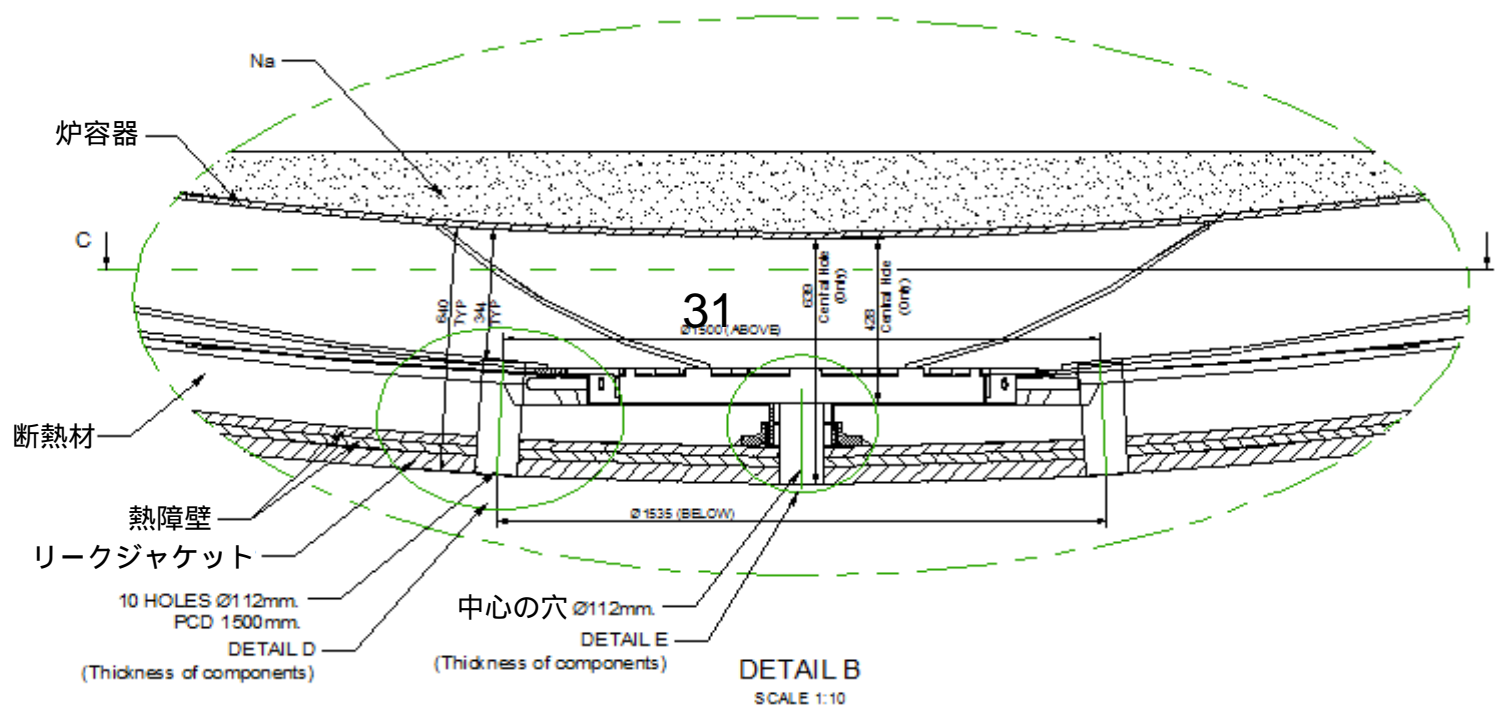 Na
炉容器
C
640
TYP
344
TYP
31
Ø1500 (ABOVE)
639
Central Hole
(Only)
428
Central Hole
(Only)
断熱材
熱障壁
リークジャケット
Ø1535 (BELOW)
10 HOLES Ø112mm.
PCD 1500mm.
DETAIL D
(Thickness of components)
中心の穴 Ø112mm.
DETAIL E
(Thickness of components)
DETAIL B
SCALE 1:10